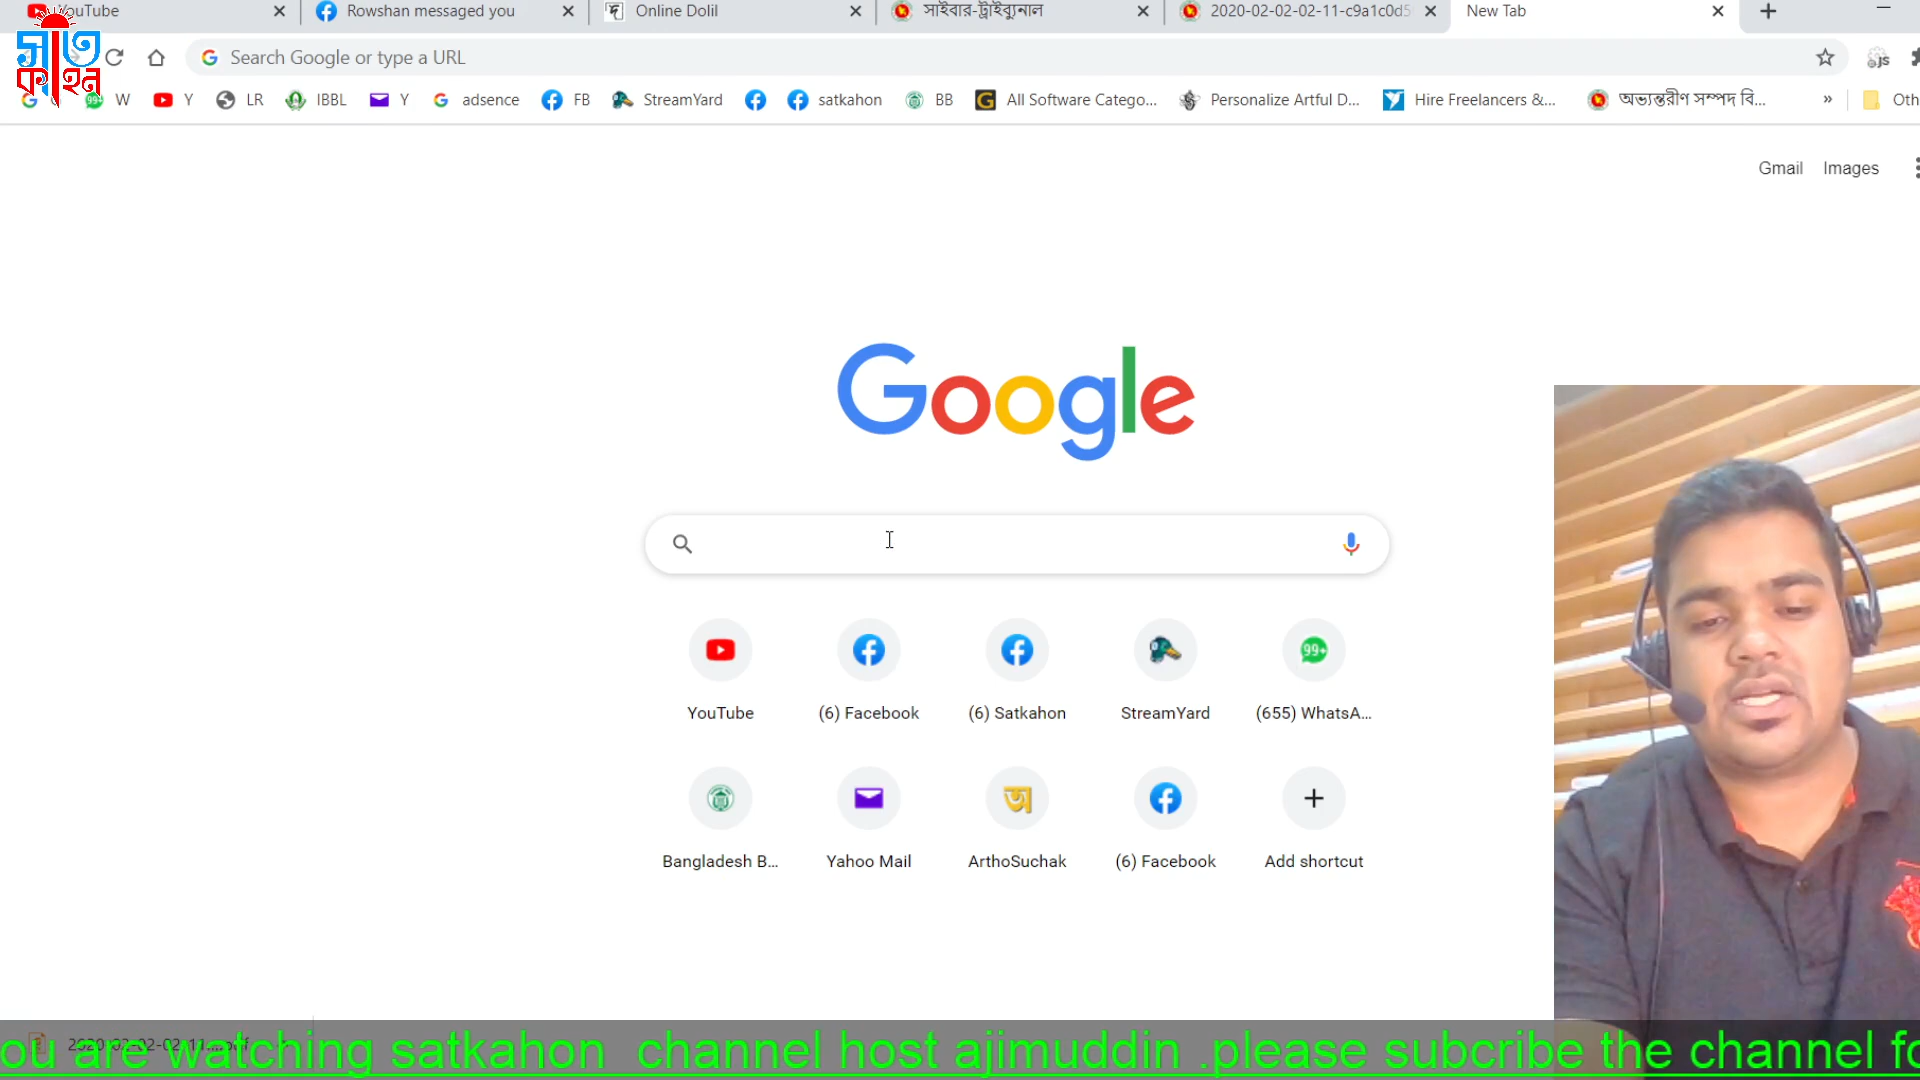 YouTube
Rowshan messaged you
Online Dolil
সাইবার-ট্রাইব্যুনাল
2020-02-02-02-11-c9a1c0d5
New Tab
সাত
কাহন
Search Google or type a URL
W
Y
LR
IBBL
Y
adsence
FB
StreamYard
satkahon
BB
All Software Catego...
Personalize Artful D...
Hire Freelancers &...
অভ্যন্তরীণ সম্পদ বি...
»
Oth
Gmail
Images
Google
YouTube
(6) Facebook
(6) Satkahon
StreamYard
99+
(655) WhatsA...
Bangladesh B...
Yahoo Mail
অ
ArthoSuchak
(6) Facebook
Add shortcut
ou are watching satkahon channel host ajimuddin .please subcribe the channel fo